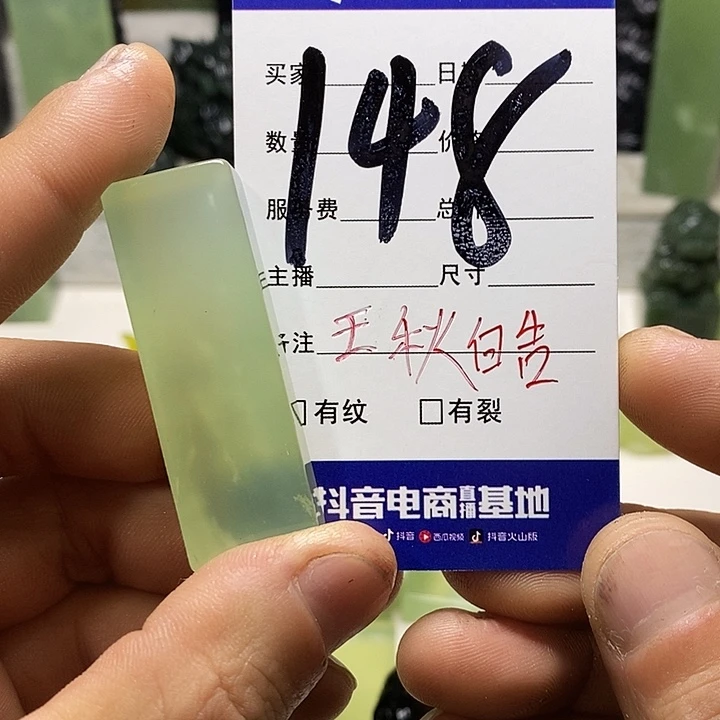 148
买家 日期
数量 价格
服务费 总价
主播 尺寸
备注 王秋皓
有纹 有裂
抖音电商直播基地
抖音 西瓜视频 抖音火山版